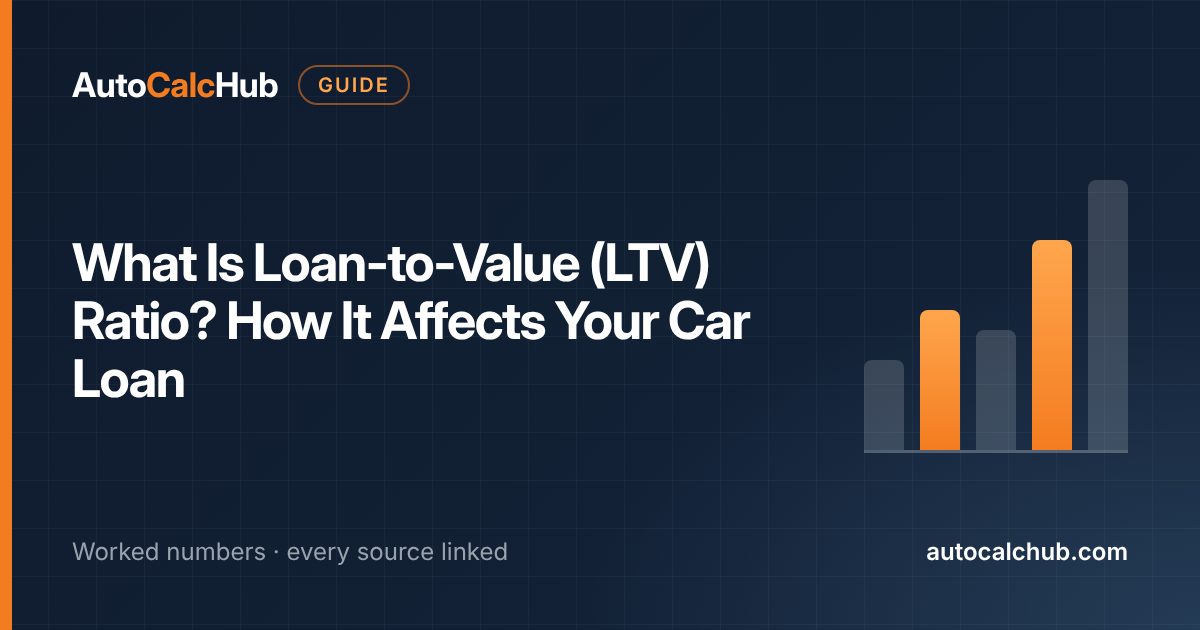 AutoCalcHub GUIDE
What Is Loan-to-Value (LTV)
Ratio? How It Affects Your Car
Loan
Worked numbers · every source linked
autocalchub.com